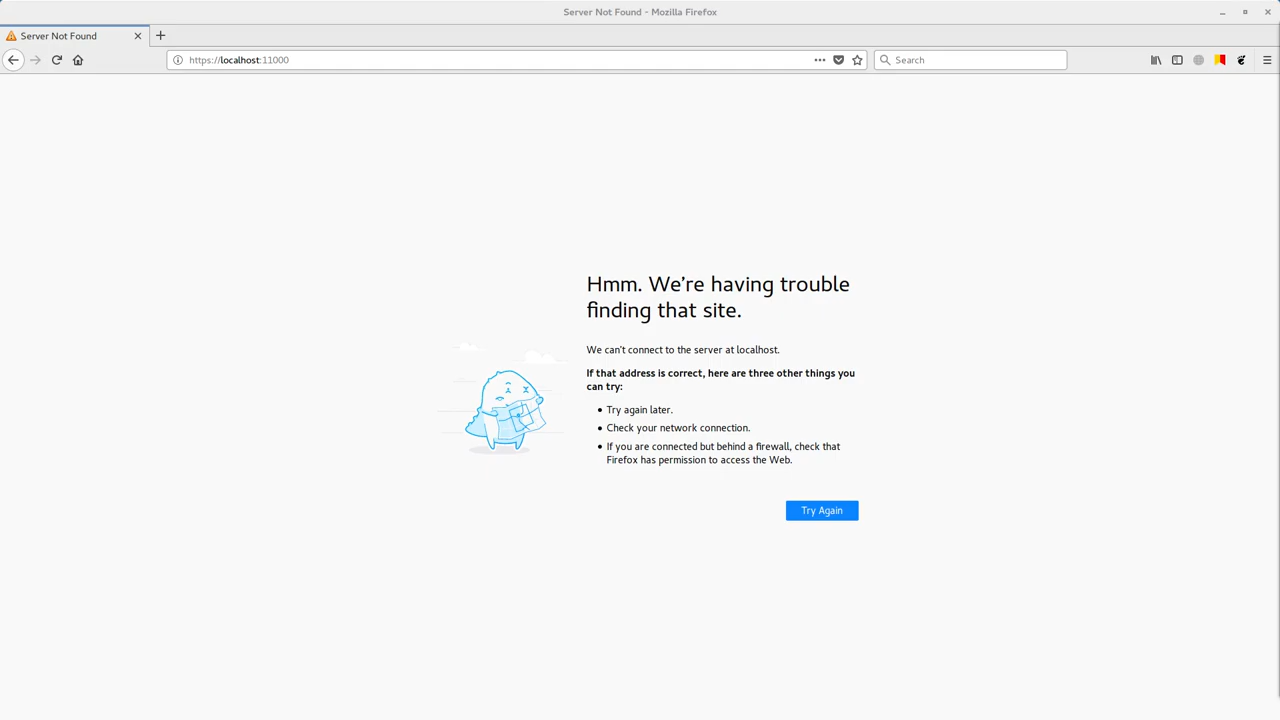 Server Not Found - Mozilla Firefox
Server Not Found
https://localhost:11000
Search
Hmm. We’re having trouble
finding that site.
We can’t connect to the server at localhost.
If that address is correct, here are three other things you
can try:
Try again later.
Check your network connection.
If you are connected but behind a firewall, check that
Firefox has permission to access the Web.
Try Again